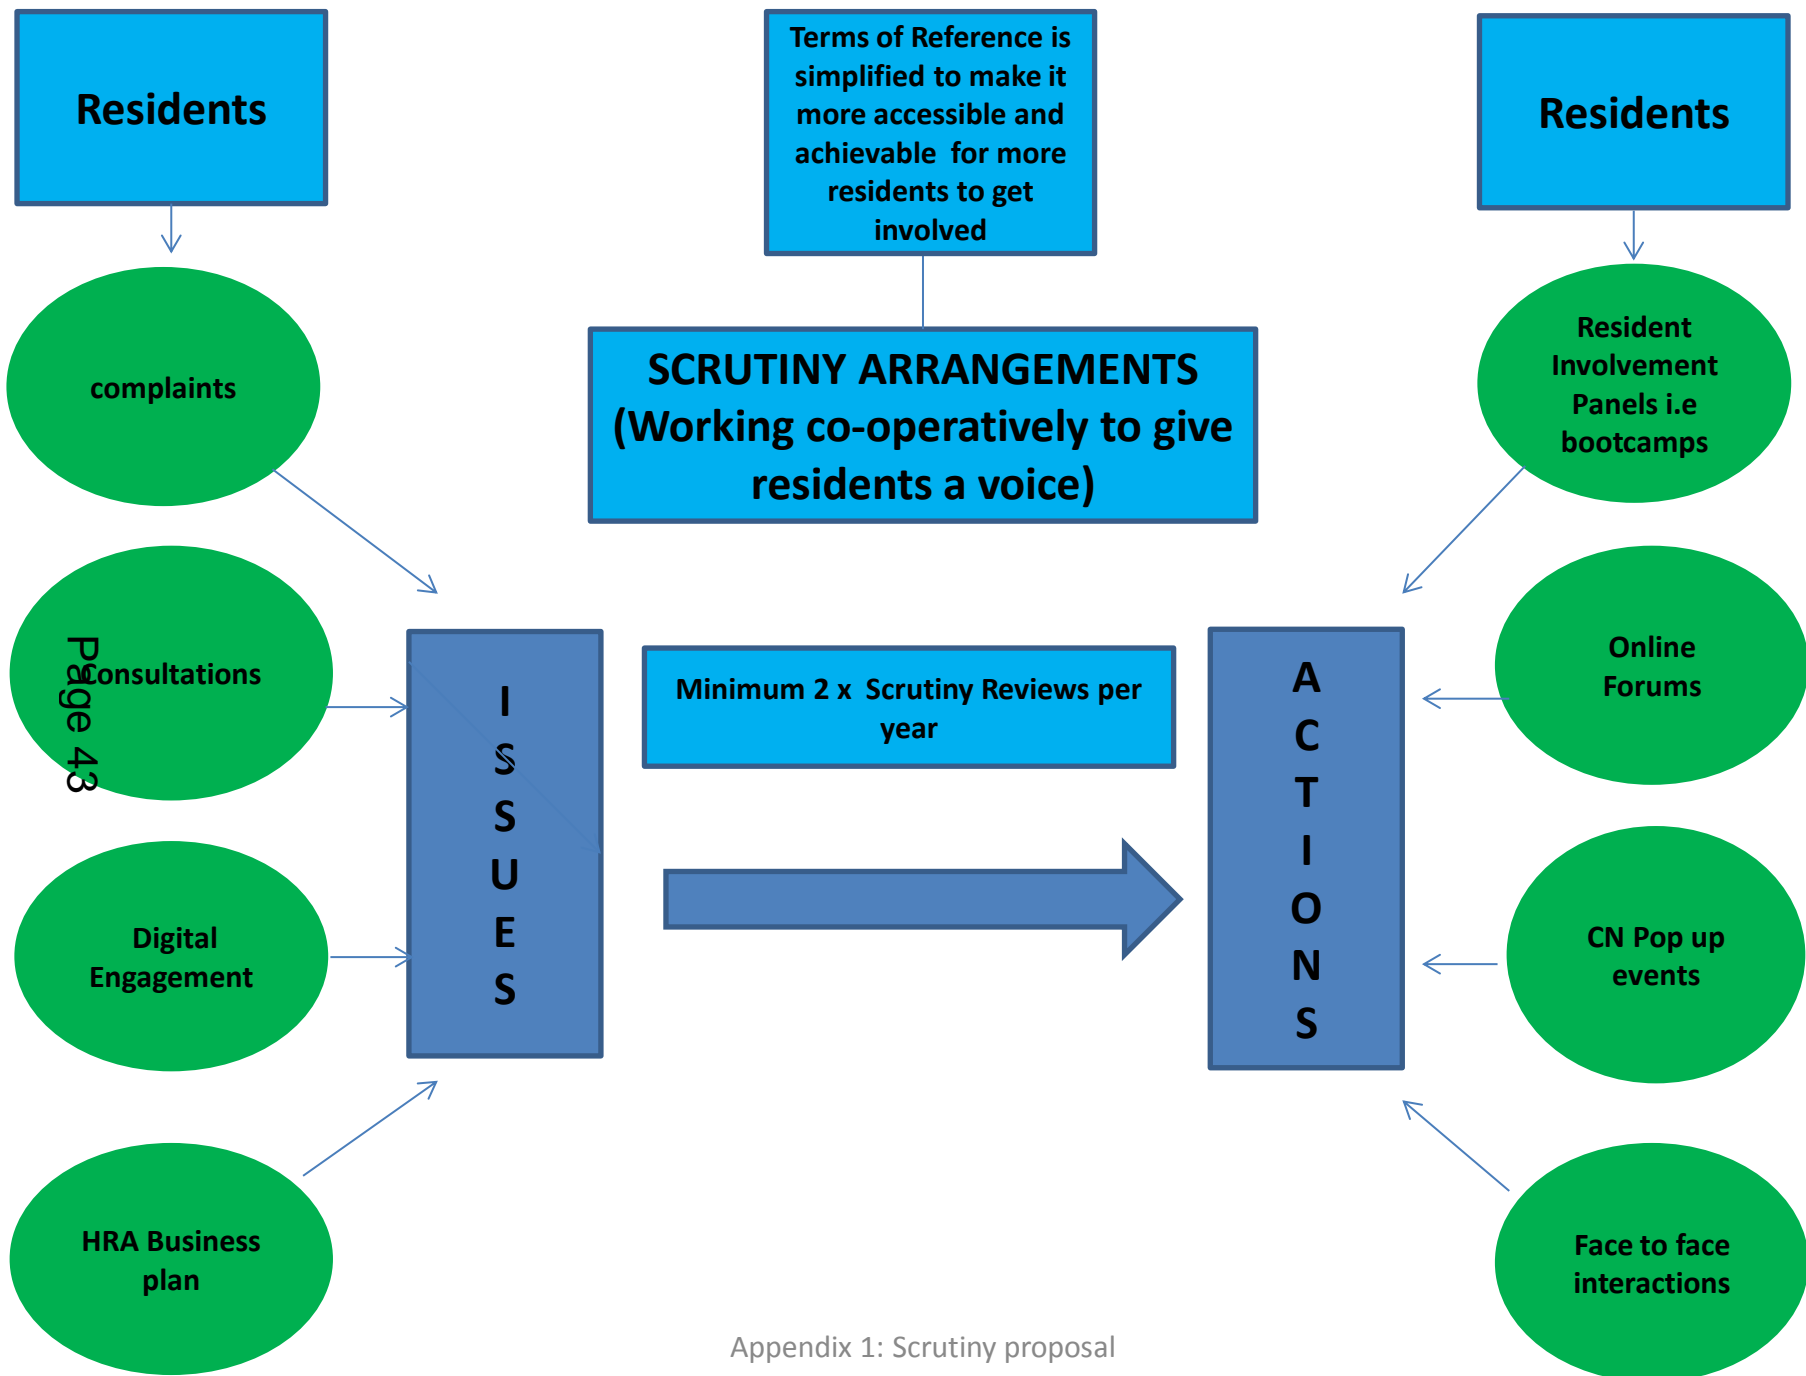 Residents
complaints
Consultations
Digital
Engagement
HRA Business
plan
Page 43
Terms of Reference is
simplified to make it
more accessible and
achievable  for more
residents to get
involved
SCRUTINY ARRANGEMENTS
(Working co-operatively to give
residents a voice)
I
S
S
U
E
S
Minimum 2 x  Scrutiny Reviews per
year
A
C
T
I
O
N
S
Residents
Resident
Involvement
Panels i.e
bootcamps
Online
Forums
CN Pop up
events
Face to face
interactions
Appendix 1: Scrutiny proposal